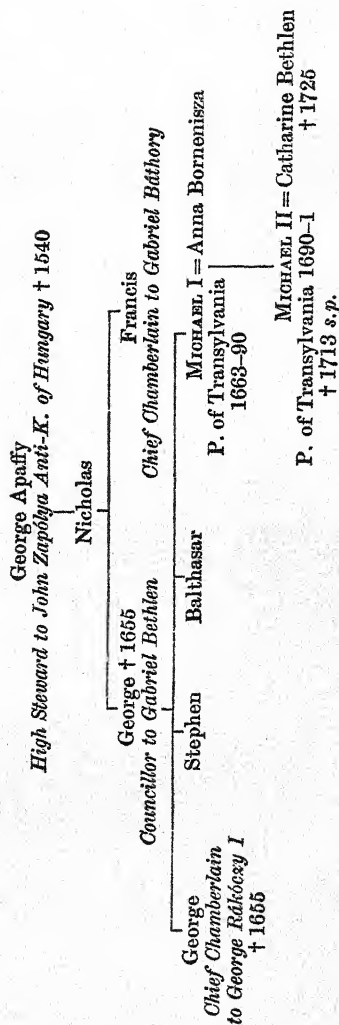 George Apaffy
High Steward to John Zapólya Anti-K. of Hungary † 1540
Nicholas
George † 1655
Councillor to Gabriel Bethlen
Francis
Chief Chamberlain to Gabriel Báthory
George
Chief Chamberlain
to George Rákóczy I
† 1655
Stephen
Balthasar
MICHAEL I = Anna Bornenisza
P. of Transylvania
1663-90
MICHAEL II = Catharine Bethlen
P. of Transylvania 1690-1 † 1725
† 1713 s.p.